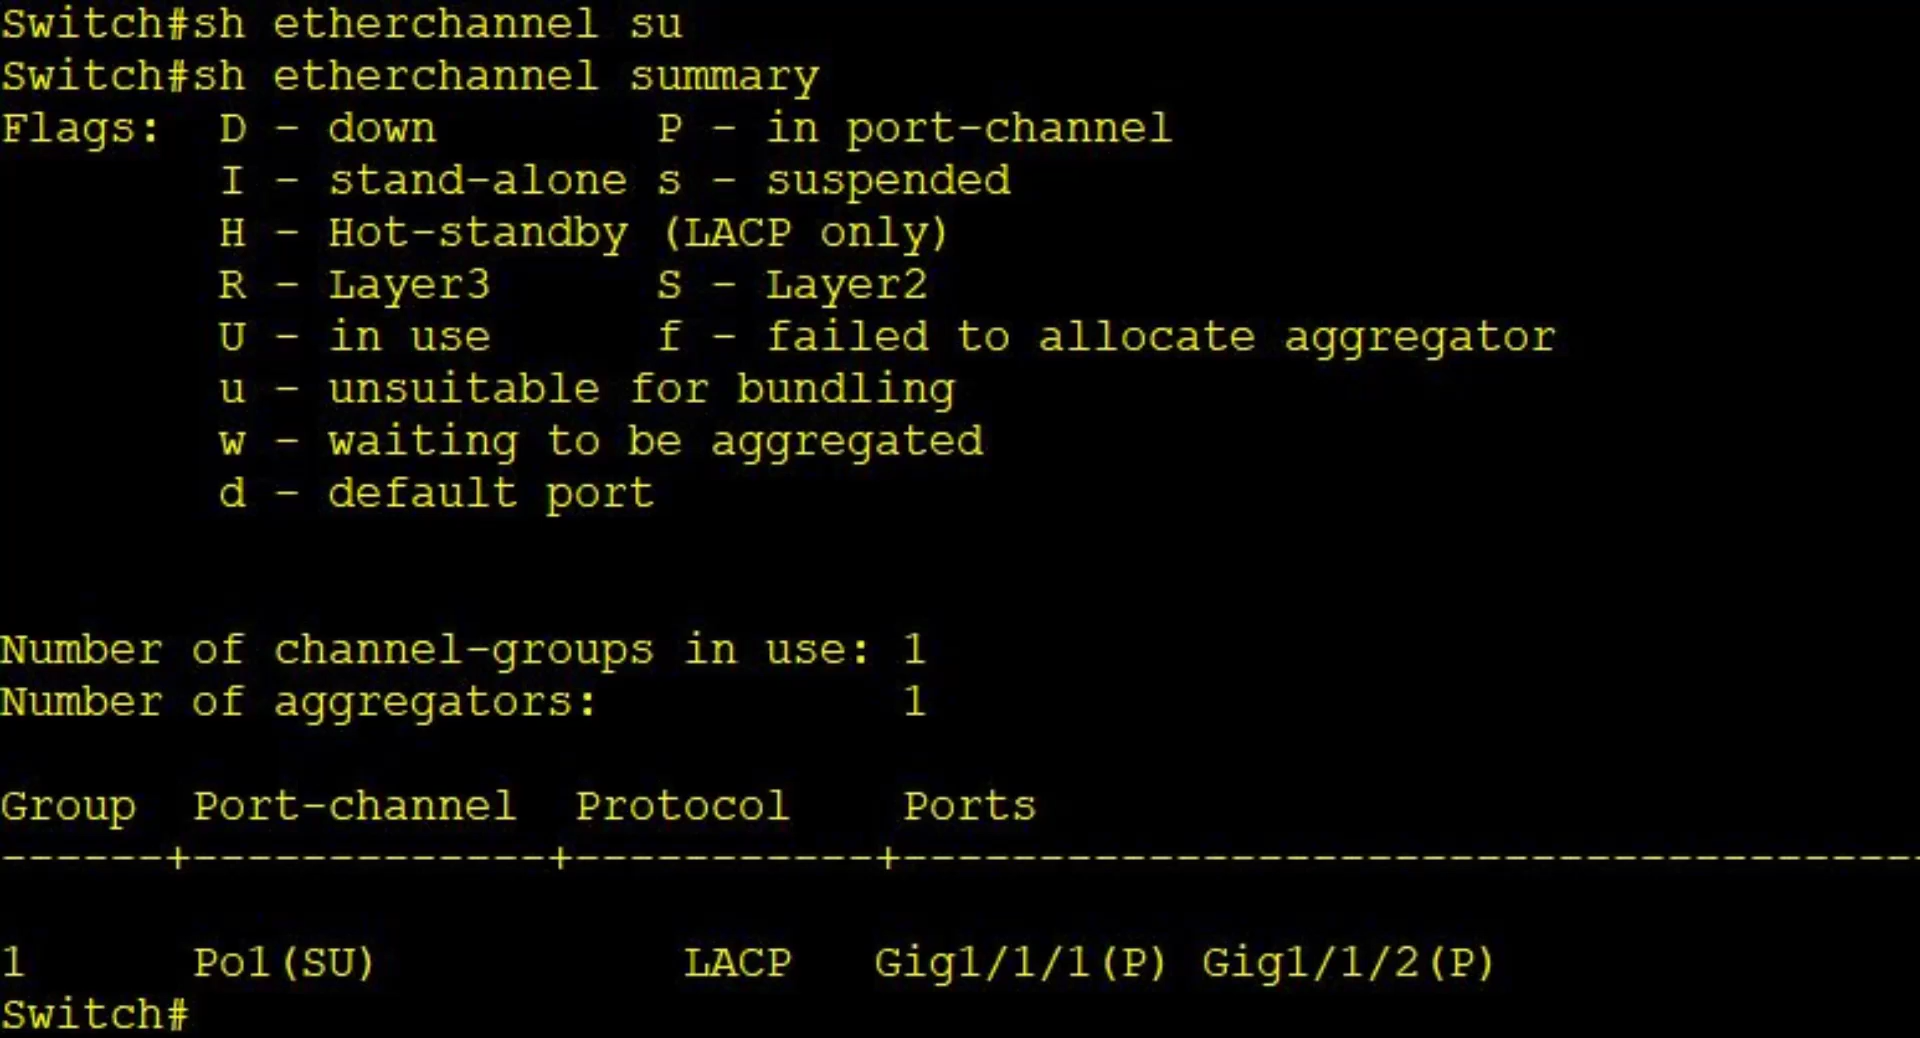 Switch#sh etherchannel su
Switch#sh etherchannel summary
Flags:  D - down        P - in port-channel
        I - stand-alone s - suspended
        H - Hot-standby (LACP only)
        R - Layer3      S - Layer2
        U - in use      f - failed to allocate aggregator
        u - unsuitable for bundling
        w - waiting to be aggregated
        d - default port
Number of channel-groups in use: 1
Number of aggregators:           1
Group  Port-channel  Protocol    Ports
------+-------------+-----------+--------------------------------------
1      Po1(SU)           LACP   Gig1/1/1(P) Gig1/1/2(P)
Switch#